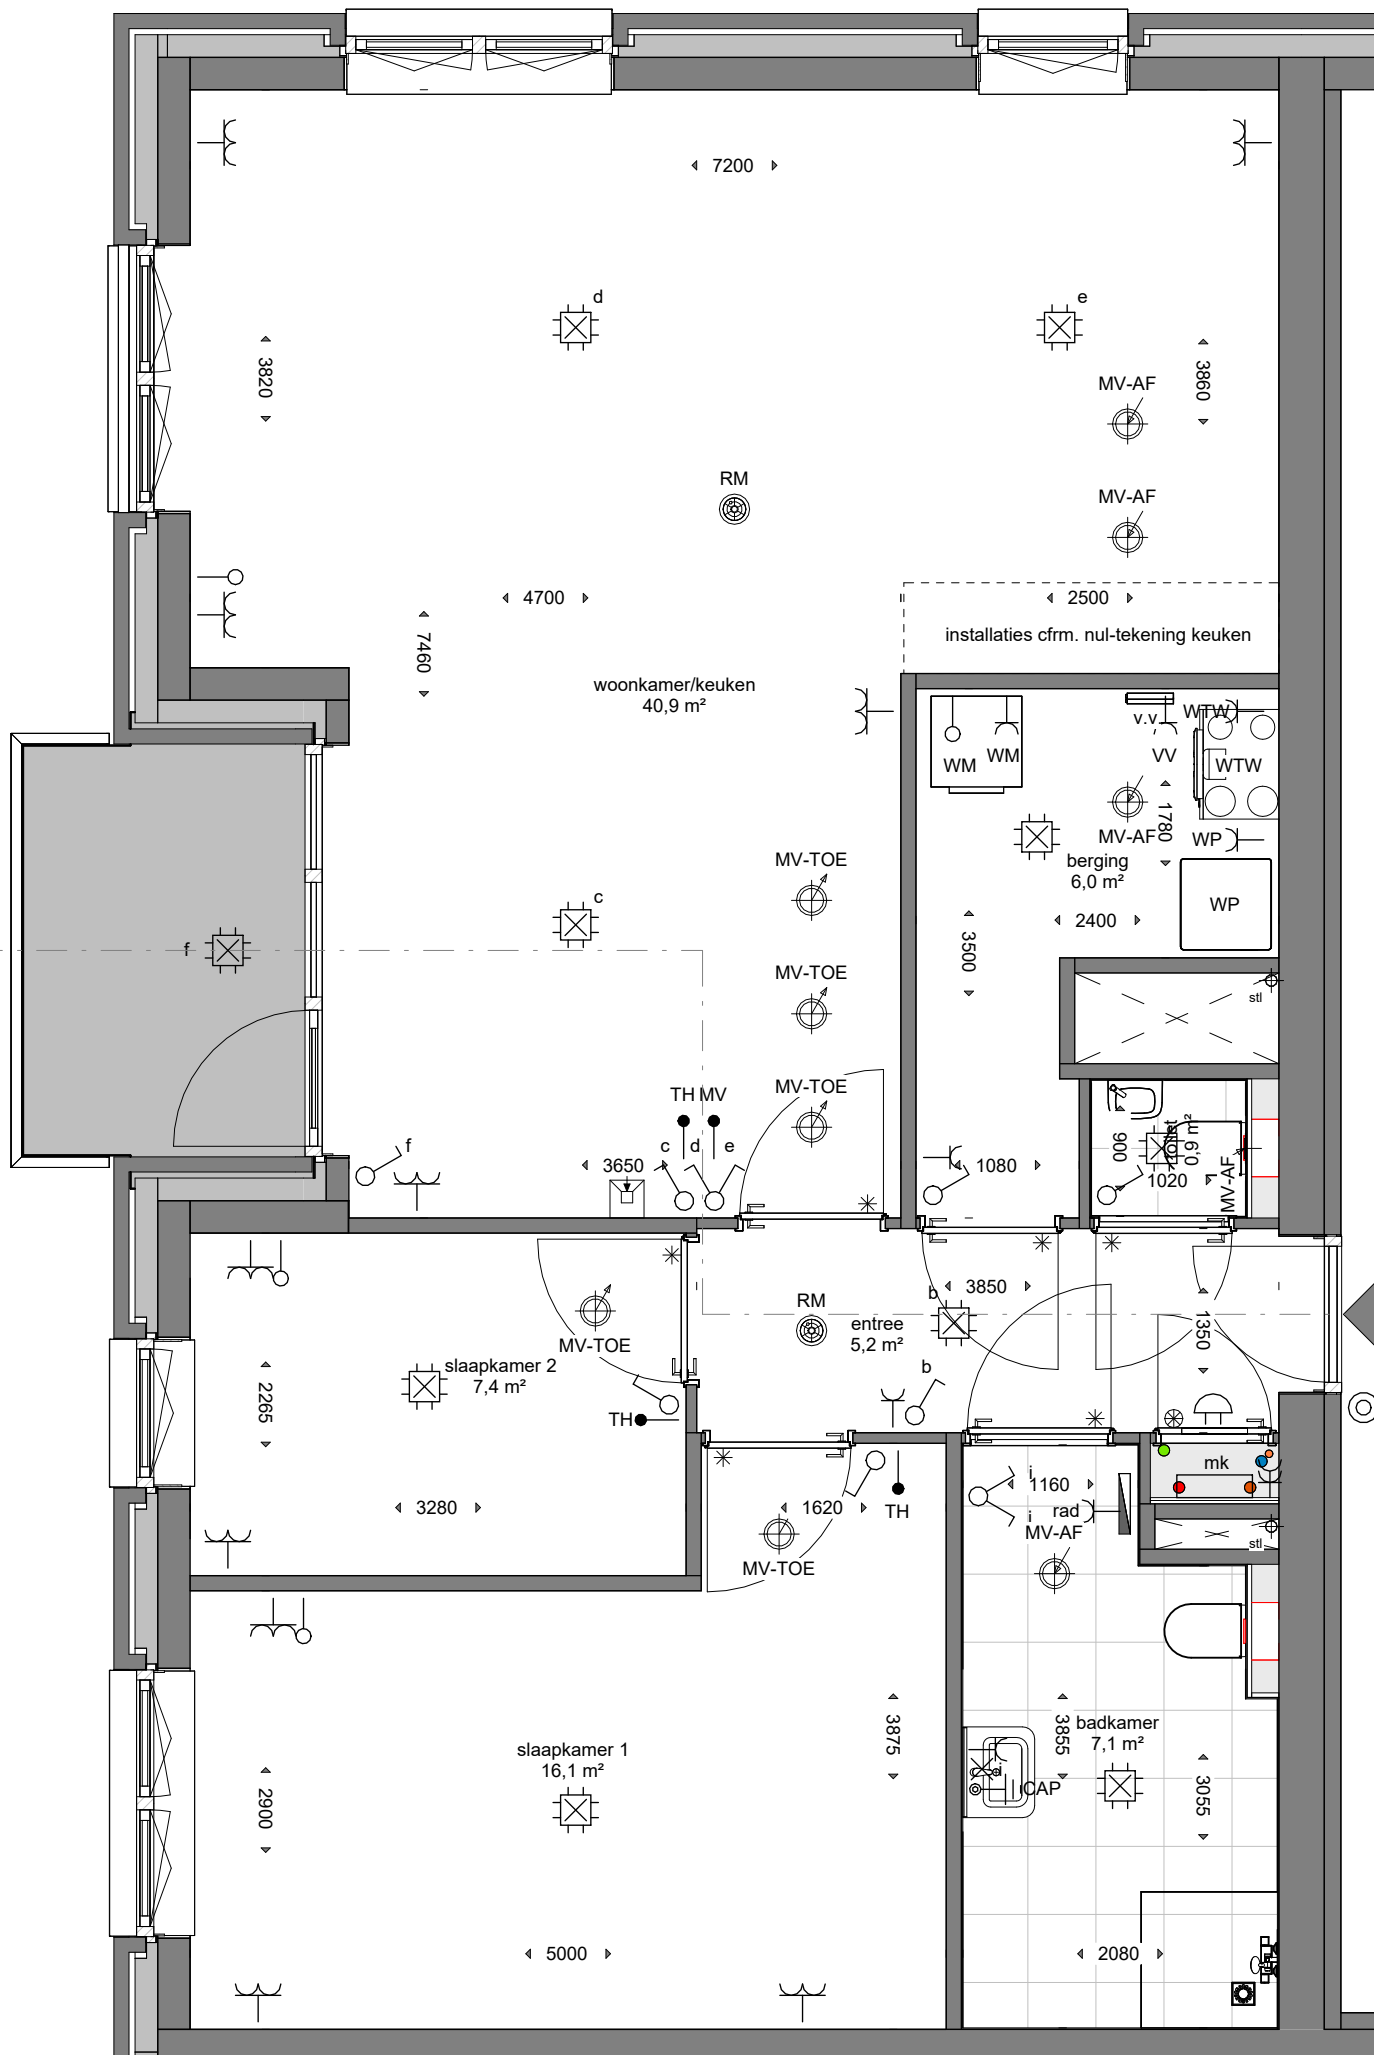 7200
d
e
3820
3860
MV-AF
RM
MV-AF
4700
2500
7460
installaties cfrm. nul-tekening keuken
woonkamer/keuken
40,9 m²
v.v.
WTW
WM
WM
VV
WTW
1780
MV-AF
WP
berging
6,0 m²
MV-TOE
c
WP
2400
3500
f
MV-TOE
stl
MV-TOE
TH
MV
900
toilet
0,9 m²
f
c
d
e
3650
1080
1020
MV-AF
b
3850
RM
entree
5,2 m²
1350
MV-TOE
slaapkamer 2
7,4 m²
b
2265
TH
mk
i
1160
3280
1620
TH
rad
i
MV-AF
stl
MV-TOE
3875
3855
badkamer
7,1 m²
slaapkamer 1
16,1 m²
i
CAP
2900
3055
5000
2080